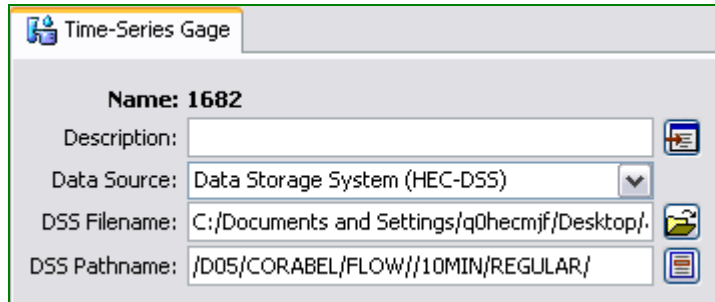 Time-Series Gage
Name: 1682
Description:
Data Source: Data Storage System (HEC-DSS)
DSS Filename: C:/Documents and Settings/q0hecmjf/Desktop/.
DSS Pathname: /D05/CORABEL/FLOW//10MIN/REGULAR/